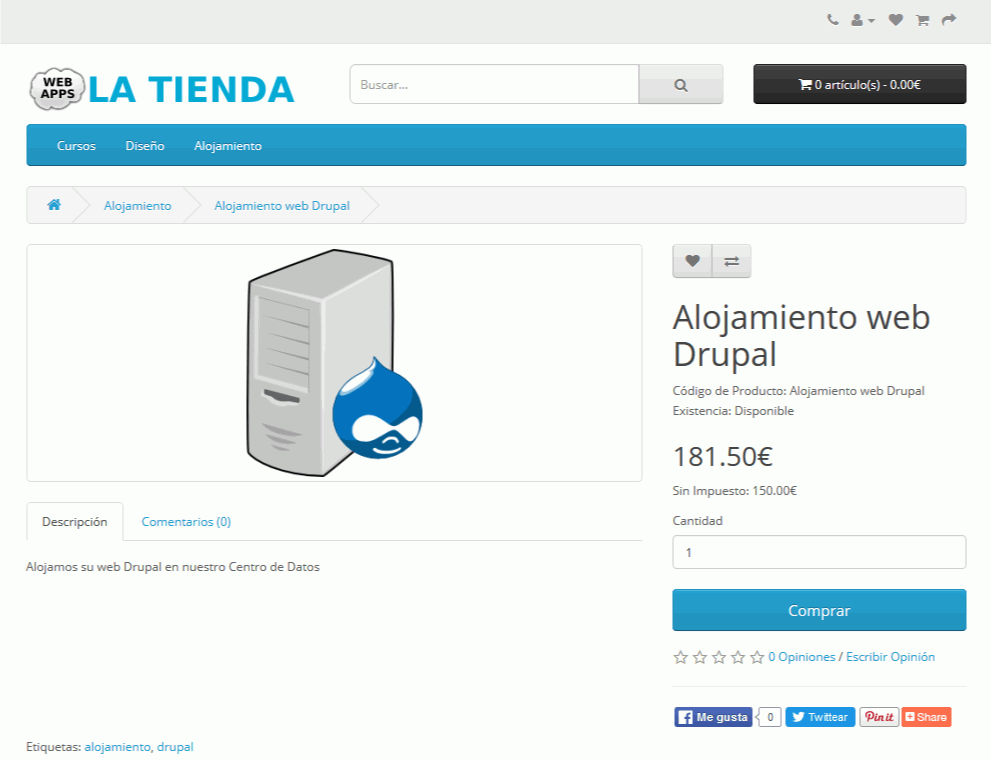 WEB
APPS
LA TIENDA
Buscar...
0 artículo(s) - 0.00€
Cursos Diseño Alojamiento
Alojamiento Alojamiento web Drupal
Alojamiento web
Drupal
Código de Producto: Alojamiento web Drupal
Existencia: Disponible
181.50€
Sin Impuesto: 150.00€
Cantidad
1
Comprar
0 Opiniones / Escribir Opinión
Me gusta 0 Twittear Pin it Share
Descripción Comentarios (0)
Alojamos su web Drupal en nuestro Centro de Datos
Etiquetas: alojamiento, drupal